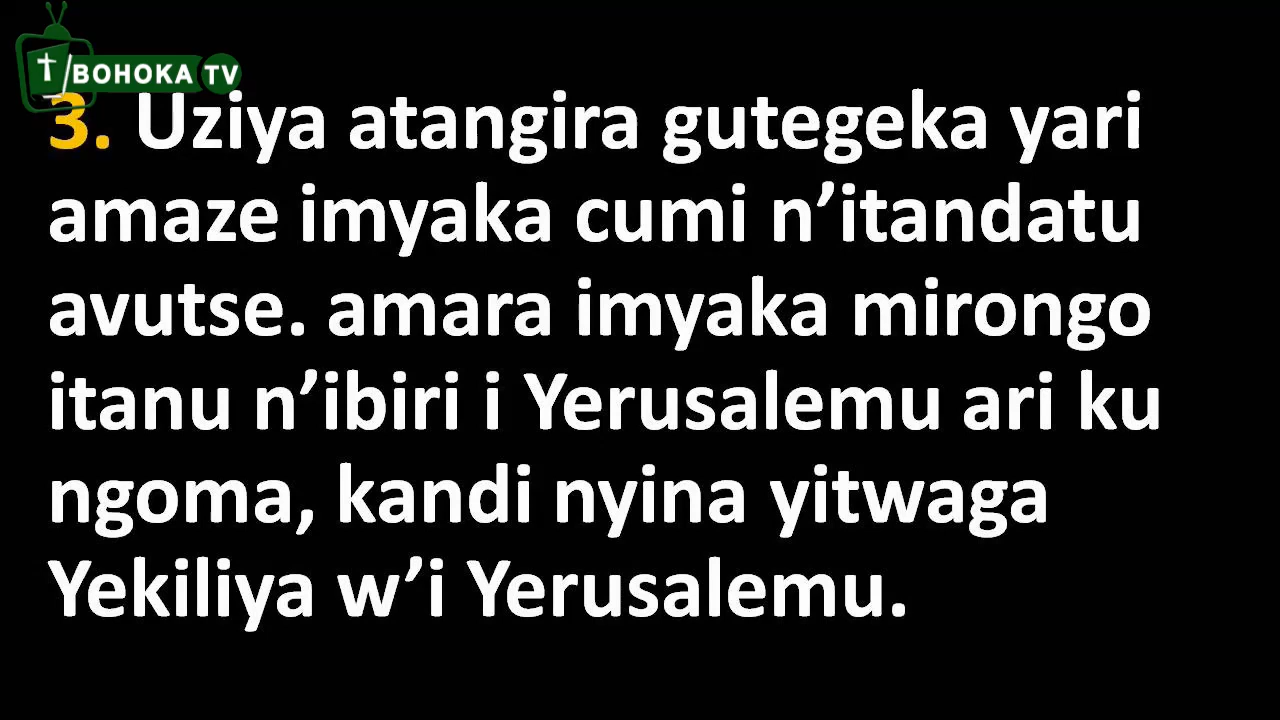 BOHOKA TV
3. Uziya atangira gutegeka yari
amaze imyaka cumi n’itandatu
avutse. amara imyaka mirongo
itanu n’ibiri i Yerusalemu ari ku
ngoma, kandi nyina yitwaga
Yekiliya w’i Yerusalemu.